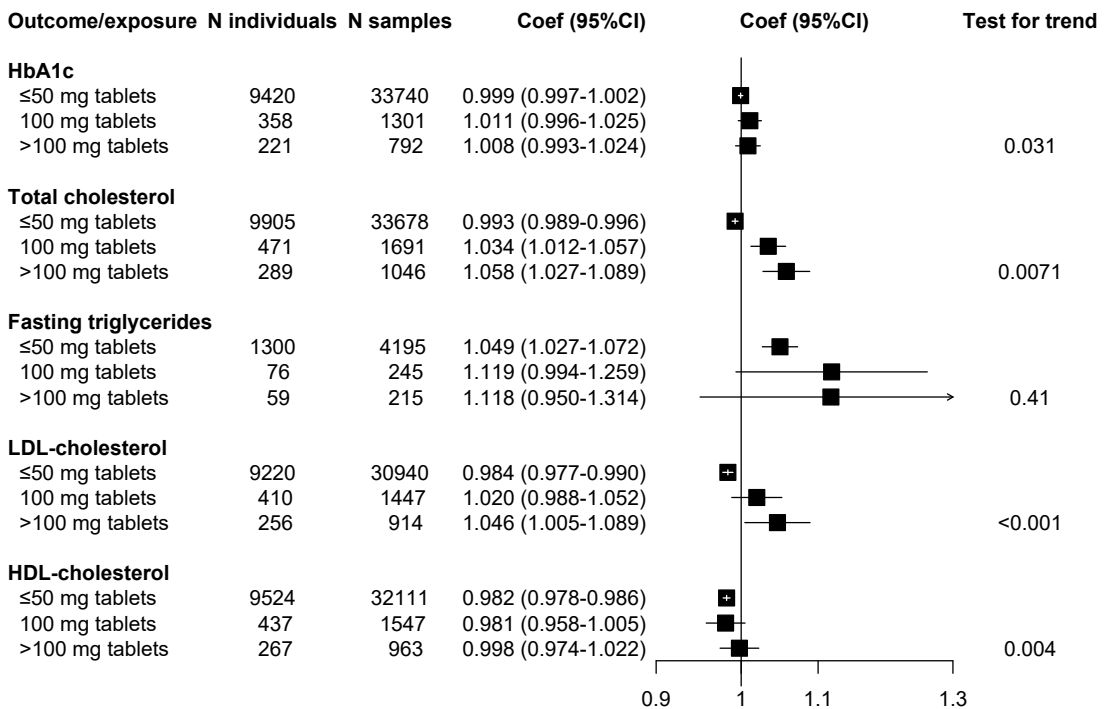 Outcome/exposure N individuals N samples Coef (95%CI) Coef (95%CI) Test for trend
HbA1c
≤50 mg tablets 9420 33740 0.999 (0.997-1.002)
100 mg tablets 358 1301 1.011 (0.996-1.025)
>100 mg tablets 221 792 1.008 (0.993-1.024) 0.031
Total cholesterol
≤50 mg tablets 9905 33678 0.993 (0.989-0.996)
100 mg tablets 471 1691 1.034 (1.012-1.057)
>100 mg tablets 289 1046 1.058 (1.027-1.089) 0.0071
Fasting triglycerides
≤50 mg tablets 1300 4195 1.049 (1.027-1.072)
100 mg tablets 76 245 1.119 (0.994-1.259)
>100 mg tablets 59 215 1.118 (0.950-1.314) 0.41
LDL-cholesterol
≤50 mg tablets 9220 30940 0.984 (0.977-0.990)
100 mg tablets 410 1447 1.020 (0.988-1.052)
>100 mg tablets 256 914 1.046 (1.005-1.089) <0.001
HDL-cholesterol
≤50 mg tablets 9524 32111 0.982 (0.978-0.986)
100 mg tablets 437 1547 0.981 (0.958-1.005)
>100 mg tablets 267 963 0.998 (0.974-1.022) 0.004
0.9 1 1.1 1.3